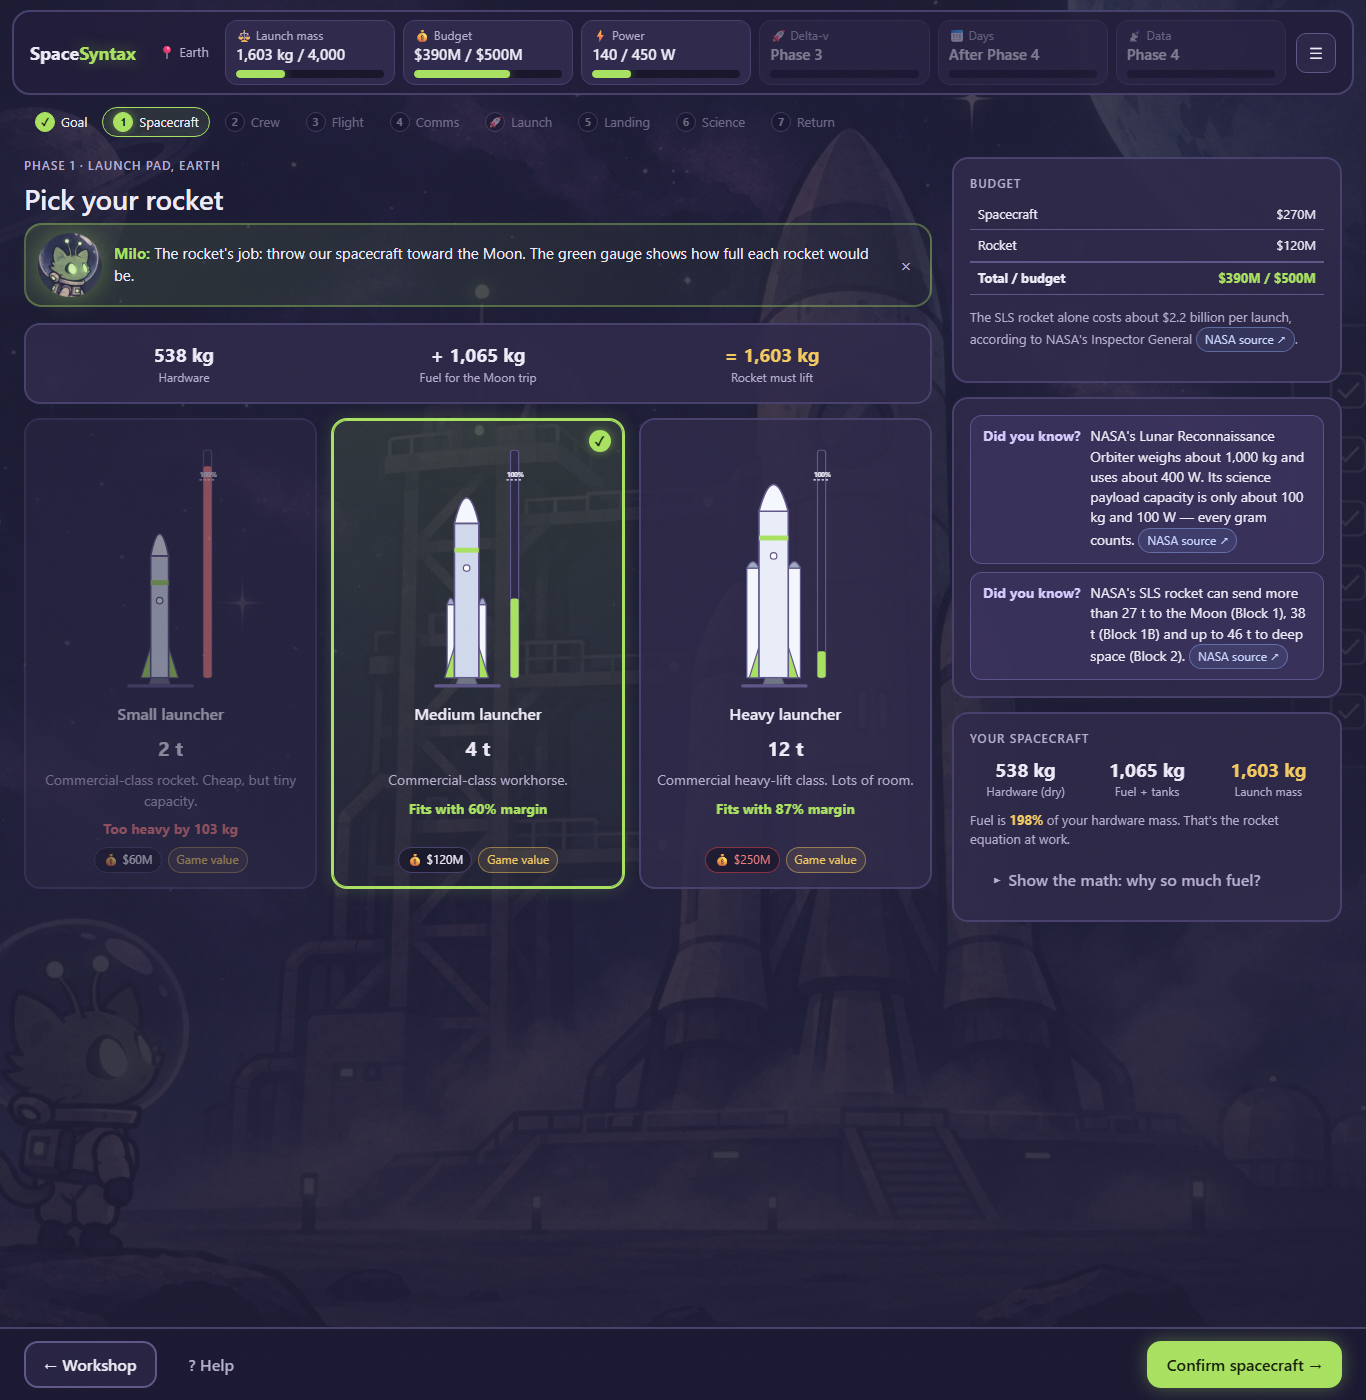 SpaceSyntax
📍 Earth
⚖️ Launch mass
1,603 kg / 4,000
💰 Budget
$390M / $500M
⚡ Power
140 / 450 W
🚀 Delta-v
Phase 3
📅 Days
After Phase 4
📡 Data
Phase 4
☰
✓ Goal
1 Spacecraft
2 Crew
3 Flight
4 Comms
🚀 Launch
5 Landing
6 Science
7 Return
PHASE 1 · LAUNCH PAD, EARTH
Pick your rocket
Milo: The rocket's job: throw our spacecraft toward the Moon. The green gauge shows how full each rocket would
be.
×
538 kg
Hardware
+ 1,065 kg
Fuel for the Moon trip
= 1,603 kg
Rocket must lift
100%
Small launcher
2 t
Commercial-class rocket. Cheap, but tiny
capacity.
Too heavy by 103 kg
💰 $60M
Game value
✓
100%
Medium launcher
4 t
Commercial-class workhorse.
Fits with 60% margin
💰 $120M
Game value
100%
Heavy launcher
12 t
Commercial heavy-lift class. Lots of room.
Fits with 87% margin
💰 $250M
Game value
BUDGET
Spacecraft $270M
Rocket $120M
Total / budget $390M / $500M
The SLS rocket alone costs about $2.2 billion per launch,
according to NASA's Inspector General NASA source ↗.
Did you know? NASA's Lunar Reconnaissance
Orbiter weighs about 1,000 kg and
uses about 400 W. Its science
payload capacity is only about 100
kg and 100 W — every gram
counts. NASA source ↗
Did you know? NASA's SLS rocket can send more
than 27 t to the Moon (Block 1), 38
t (Block 1B) and up to 46 t to deep
space (Block 2). NASA source ↗
YOUR SPACECRAFT
538 kg
Hardware (dry)
1,065 kg
Fuel + tanks
1,603 kg
Launch mass
Fuel is 198% of your hardware mass. That's the rocket
equation at work.
▸ Show the math: why so much fuel?
← Workshop
? Help
Confirm spacecraft →